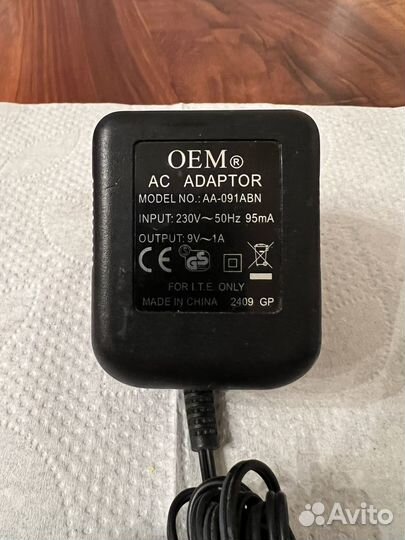 OEM®
AC ADAPTOR
MODEL NO.: AA-091ABN
INPUT: 230V~50Hz 95mA
OUTPUT: 9V~1A
CE
FOR I.T.E. ONLY
MADE IN CHINA 2409 GP
Avito